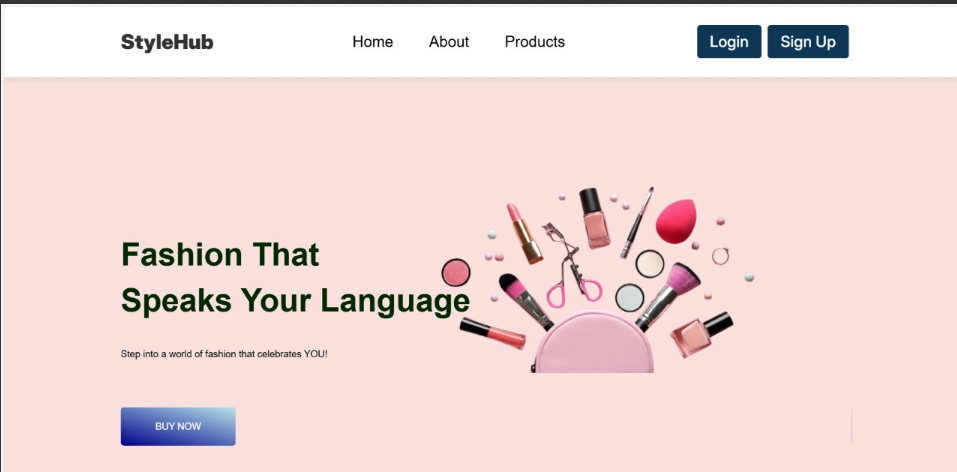 StyleHub
Home
About
Products
Login
Sign Up
Fashion That
Speaks Your Language
Step into a world of fashion that celebrates YOU!
BUY NOW